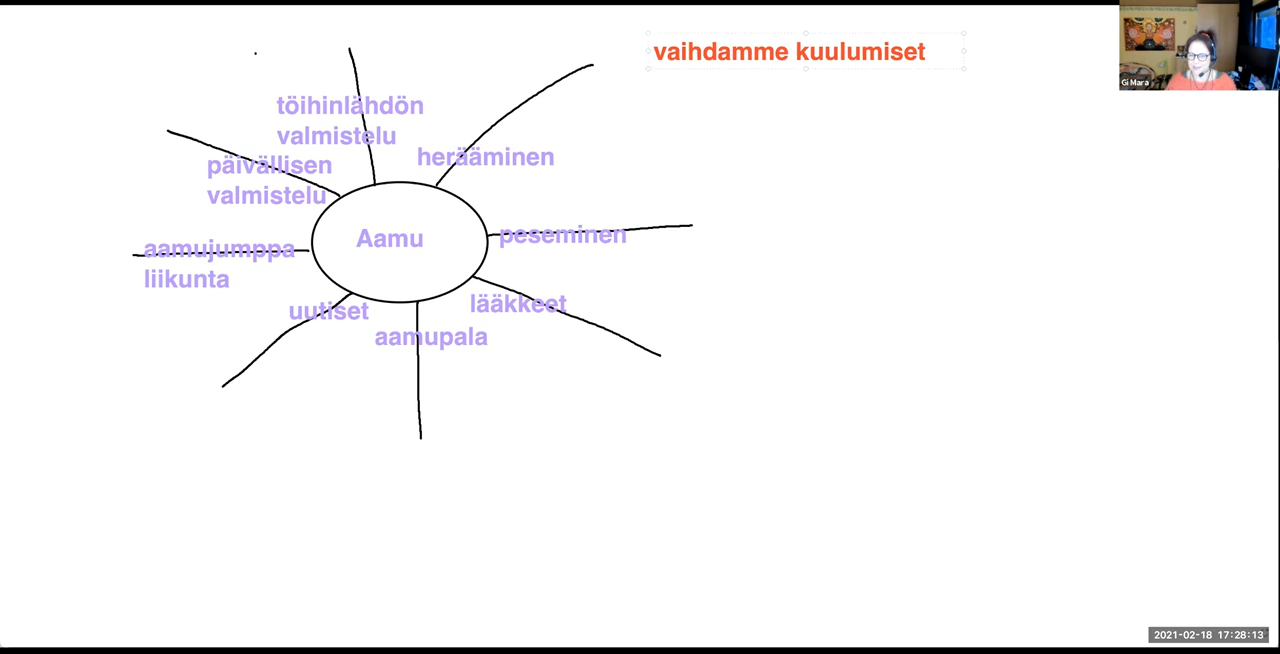 vaihdamme kuulumiset
töihinlähdön
valmistelu
herääminen
päivällisen
valmistelu
Aamu
peseminen
aamujumppa
liikunta
uutiset
lääkkeet
aamupala
Gi Mara
2021-02-18 17:28:13